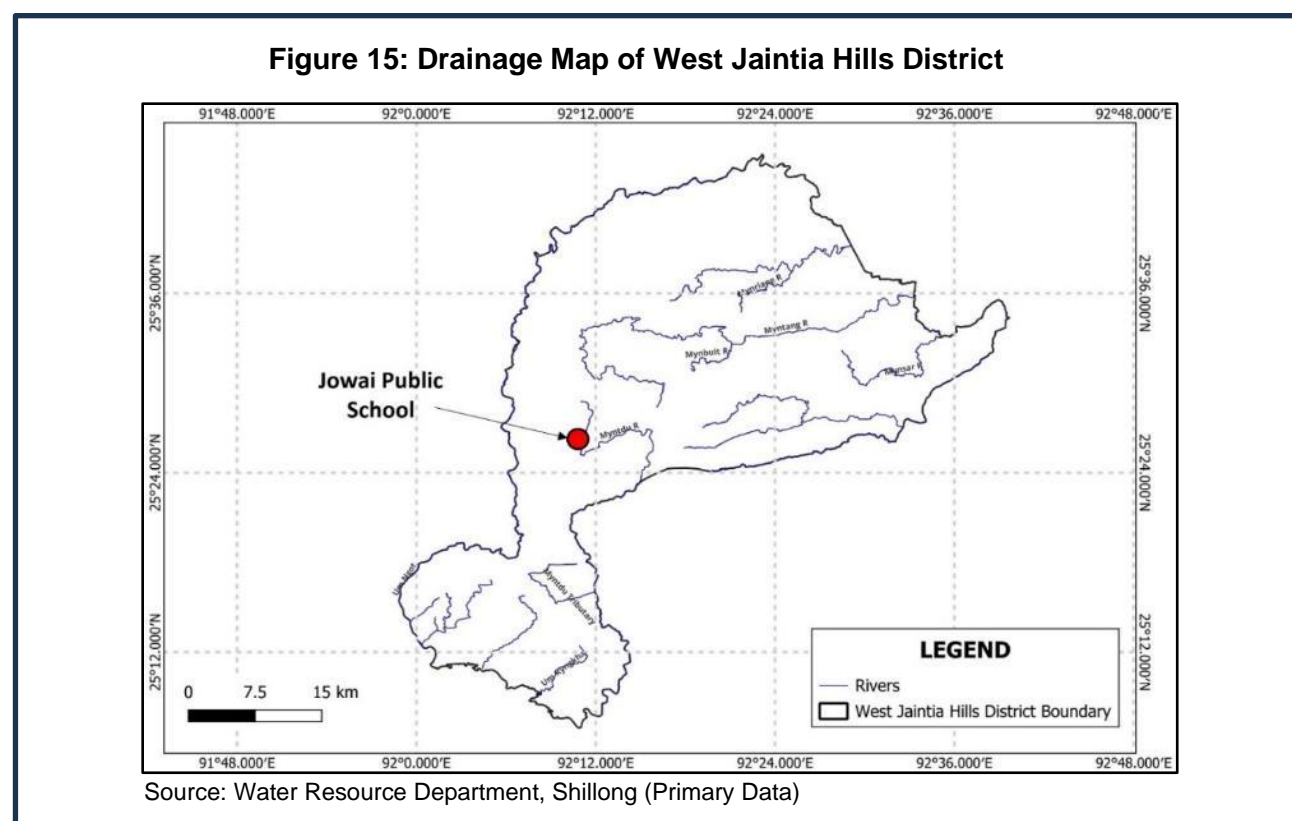 Figure 15: Drainage Map of West Jaintia Hills District
91°48.000'E 92°0.000'E 92°12.000'E 92°24.000'E 92°36.000'E 92°48.000'E
25°36.000'N
25°36.000'N
Mynriang R
Myntang R
Mynbuit R
Mynsar R
Jowai Public
School
Myntdu R
25°24.000'N
25°24.000'N
Myntdu Tributary
25°12.000'N
25°12.000'N
LEGEND
Rivers
West Jaintia Hills District Boundary
0 7.5 15 km
91°48.000'E 92°0.000'E 92°12.000'E 92°24.000'E 92°36.000'E 92°48.000'E
Source: Water Resource Department, Shillong (Primary Data)